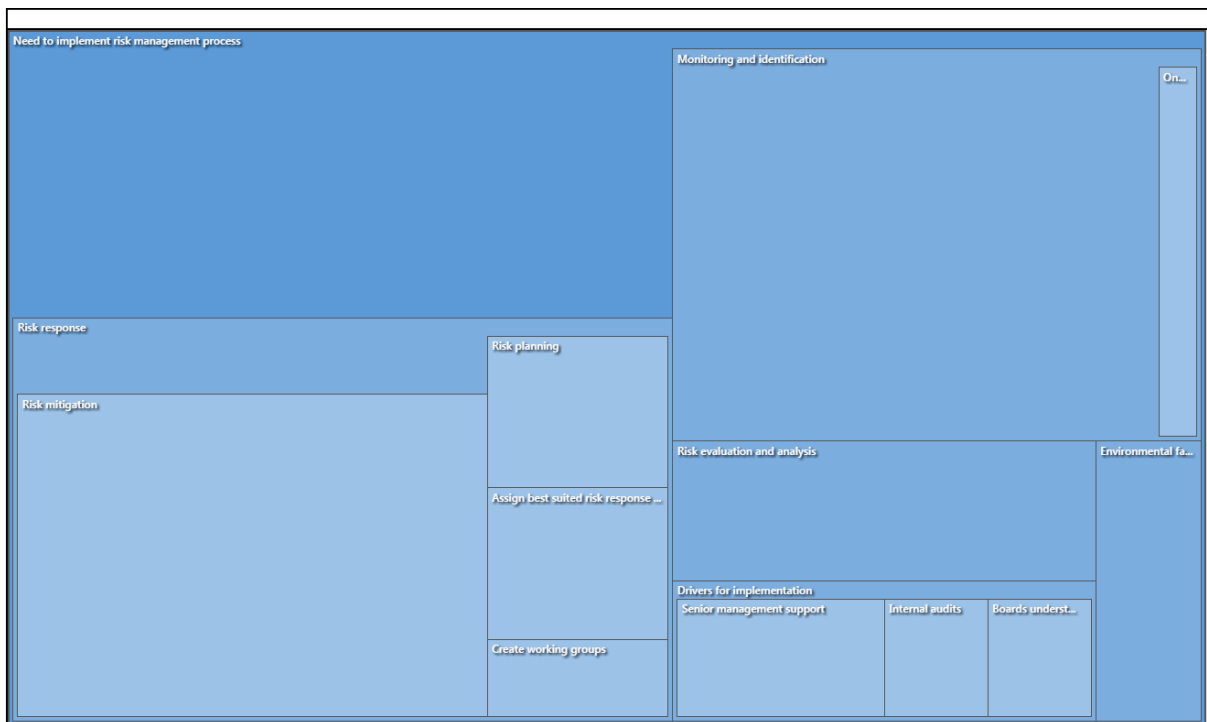 Need to implement risk management process
Monitoring and identification
On...
Risk response
Risk planning
Risk mitigation
Risk evaluation and analysis
Environmental fa...
Assign best suited risk response ...
Drivers for implementation
Senior management support
Internal audits
Boards underst...
Create working groups